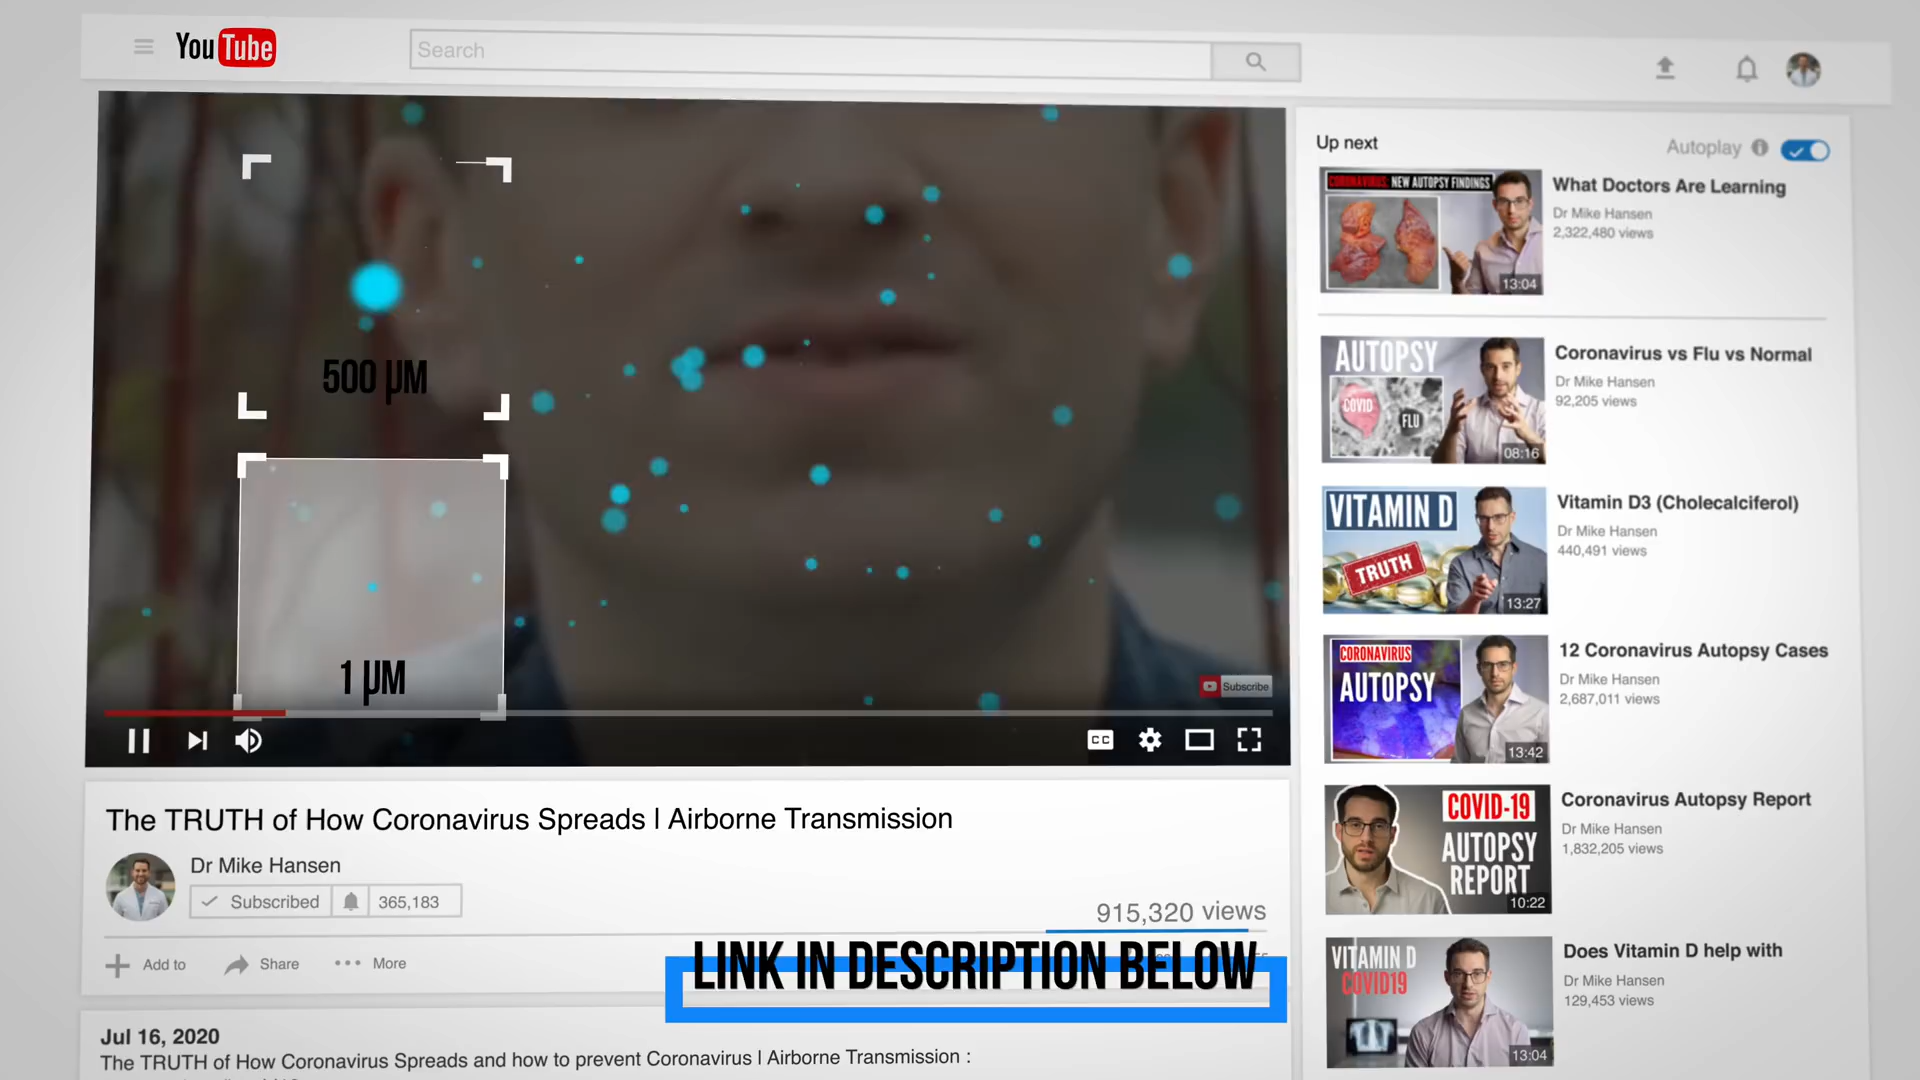 YouTube
Search
500 µM
1 µM
Subscribe
CC
The TRUTH of How Coronavirus Spreads | Airborne Transmission
Dr Mike Hansen
Subscribed
365,183
915,320 views
Add to
Share
More
LINK IN DESCRIPTION BELOW
Jul 16, 2020
The TRUTH of How Coronavirus Spreads and how to prevent Coronavirus | Airborne Transmission :
Up next
Autoplay
CORONAVIRUS: NEW AUTOPSY FINDINGS
13:04
What Doctors Are Learning
Dr Mike Hansen
2,322,480 views
AUTOPSY
COVID
FLU
08:16
Coronavirus vs Flu vs Normal
Dr Mike Hansen
92,205 views
VITAMIN D
TRUTH
13:27
Vitamin D3 (Cholecalciferol)
Dr Mike Hansen
440,491 views
CORONAVIRUS
AUTOPSY
13:42
12 Coronavirus Autopsy Cases
Dr Mike Hansen
2,687,011 views
COVID-19
AUTOPSY
REPORT
10:22
Coronavirus Autopsy Report
Dr Mike Hansen
1,832,205 views
VITAMIN D
COVID19
13:04
Does Vitamin D help with
Dr Mike Hansen
129,453 views